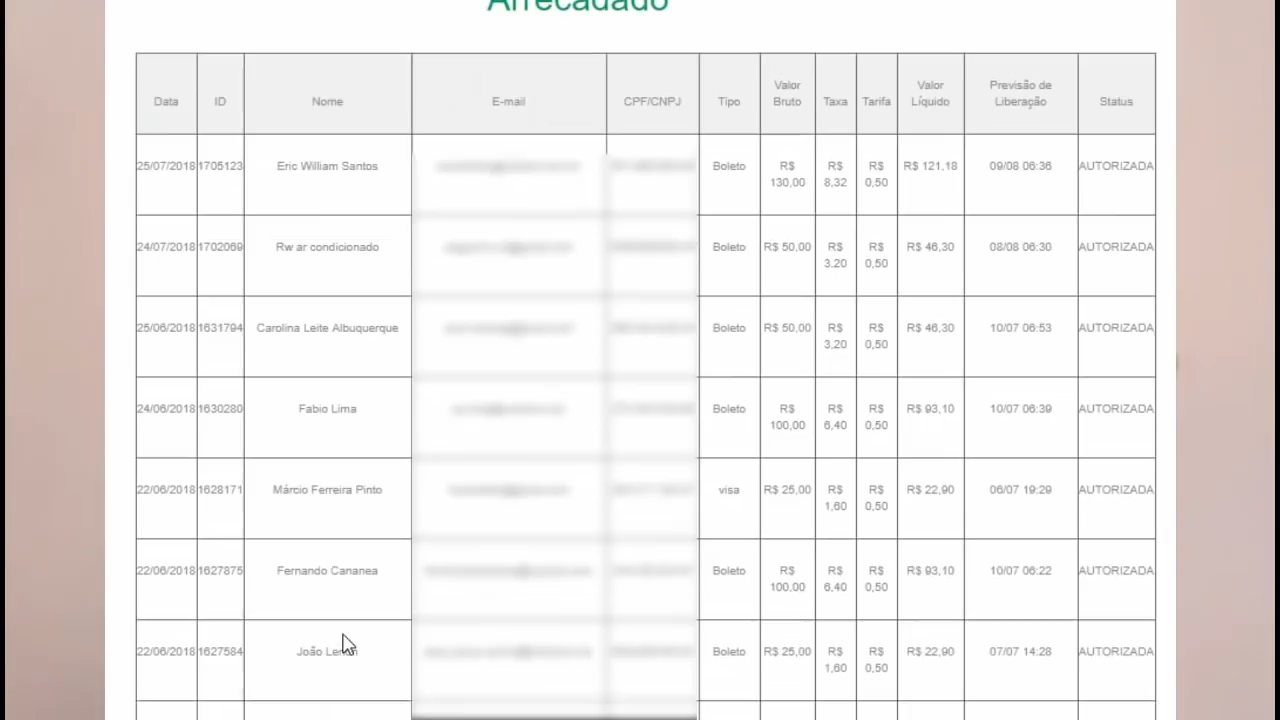 Arrecadado
Data ID Nome E-mail CPF/CNPJ Tipo Valor Bruto Taxa Tarifa Valor Líquido Previsão de Liberação Status
25/07/2018 1705123 Eric William Santos Boleto R$ 130,00 R$ 8,32 R$ 0,50 R$ 121,18 09/08 06:36 AUTORIZADA
24/07/2018 1702069 Rw ar condicionado Boleto R$ 50,00 R$ 3,20 R$ 0,50 R$ 46,30 08/08 06:30 AUTORIZADA
25/06/2018 1631794 Carolina Leite Albuquerque Boleto R$ 50,00 R$ 3,20 R$ 0,50 R$ 46,30 10/07 06:53 AUTORIZADA
24/06/2018 1630280 Fabio Lima Boleto R$ 100,00 R$ 6,40 R$ 0,50 R$ 93,10 10/07 06:39 AUTORIZADA
22/06/2018 1628171 Márcio Ferreira Pinto visa R$ 25,00 R$ 1,60 R$ 0,50 R$ 22,90 06/07 19:29 AUTORIZADA
22/06/2018 1627875 Fernando Cananea Boleto R$ 100,00 R$ 6,40 R$ 0,50 R$ 93,10 10/07 06:22 AUTORIZADA
22/06/2018 1627584 João Boleto R$ 25,00 R$ 1,60 R$ 0,50 R$ 22,90 07/07 14:28 AUTORIZADA